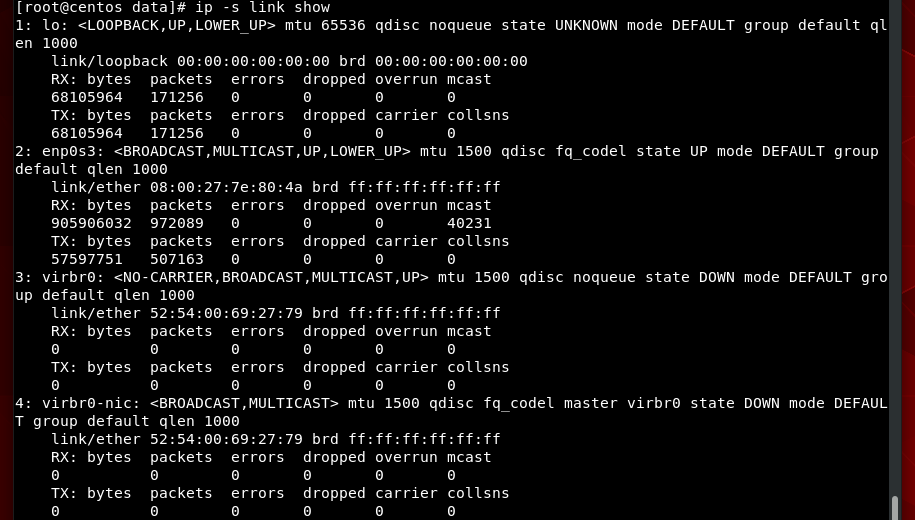 [root@centos data]# ip -s link show
1: lo: <LOOPBACK,UP,LOWER_UP> mtu 65536 qdisc noqueue state UNKNOWN mode DEFAULT group default ql
en 1000
    link/loopback 00:00:00:00:00:00 brd 00:00:00:00:00:00
    RX: bytes  packets  errors  dropped overrun mcast
    68105964   171256   0       0       0       0
    TX: bytes  packets  errors  dropped carrier collsns
    68105964   171256   0       0       0       0
2: enp0s3: <BROADCAST,MULTICAST,UP,LOWER_UP> mtu 1500 qdisc fq_codel state UP mode DEFAULT group
default qlen 1000
    link/ether 08:00:27:7e:80:4a brd ff:ff:ff:ff:ff:ff
    RX: bytes  packets  errors  dropped overrun mcast
    905906032  972089   0       0       0       40231
    TX: bytes  packets  errors  dropped carrier collsns
    57597751   507163   0       0       0       0
3: virbr0: <NO-CARRIER,BROADCAST,MULTICAST,UP> mtu 1500 qdisc noqueue state DOWN mode DEFAULT gro
up default qlen 1000
    link/ether 52:54:00:69:27:79 brd ff:ff:ff:ff:ff:ff
    RX: bytes  packets  errors  dropped overrun mcast
    0          0        0       0       0       0
    TX: bytes  packets  errors  dropped carrier collsns
    0          0        0       0       0       0
4: virbr0-nic: <BROADCAST,MULTICAST> mtu 1500 qdisc fq_codel master virbr0 state DOWN mode DEFAUL
T group default qlen 1000
    link/ether 52:54:00:69:27:79 brd ff:ff:ff:ff:ff:ff
    RX: bytes  packets  errors  dropped overrun mcast
    0          0        0       0       0       0
    TX: bytes  packets  errors  dropped carrier collsns
    0          0        0       0       0       0